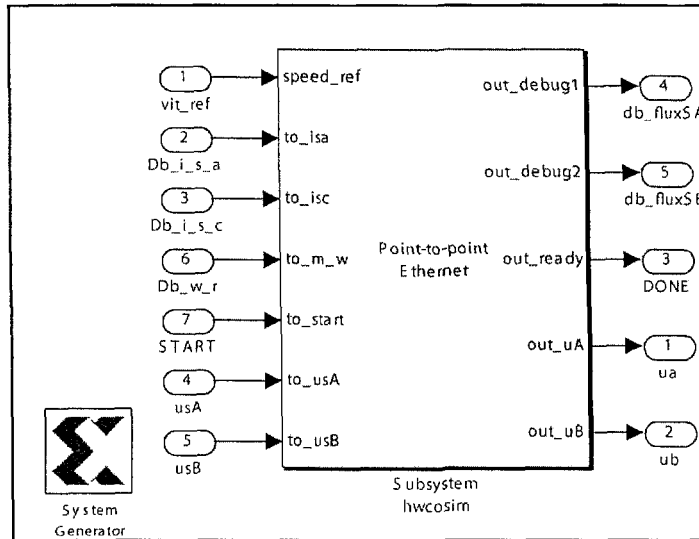 1
speed_ref
out_debug1
4
vit_ref
db_fluxSA
2
to_isa
Db_i_s_a
out_debug2
5
3
to_isc
db_fluxSB
Db_i_s_c
6
to_m_w
Point-to-point
Ethernet
out_ready
3
Db_w_r
DONE
7
to_start
START
out_uA
1
4
to_usA
ua
usA
5
to_usB
out_uB
2
usB
ub
Subsystem
hwcosim
System
Generator